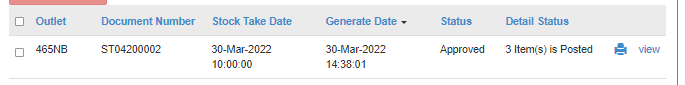 Outlet Document Number Stock Take Date Generate Date Status Detail Status
465NB ST04200002 30-Mar-2022 30-Mar-2022 Approved 3 Item(s) is Posted view
10:00:00 14:38:01